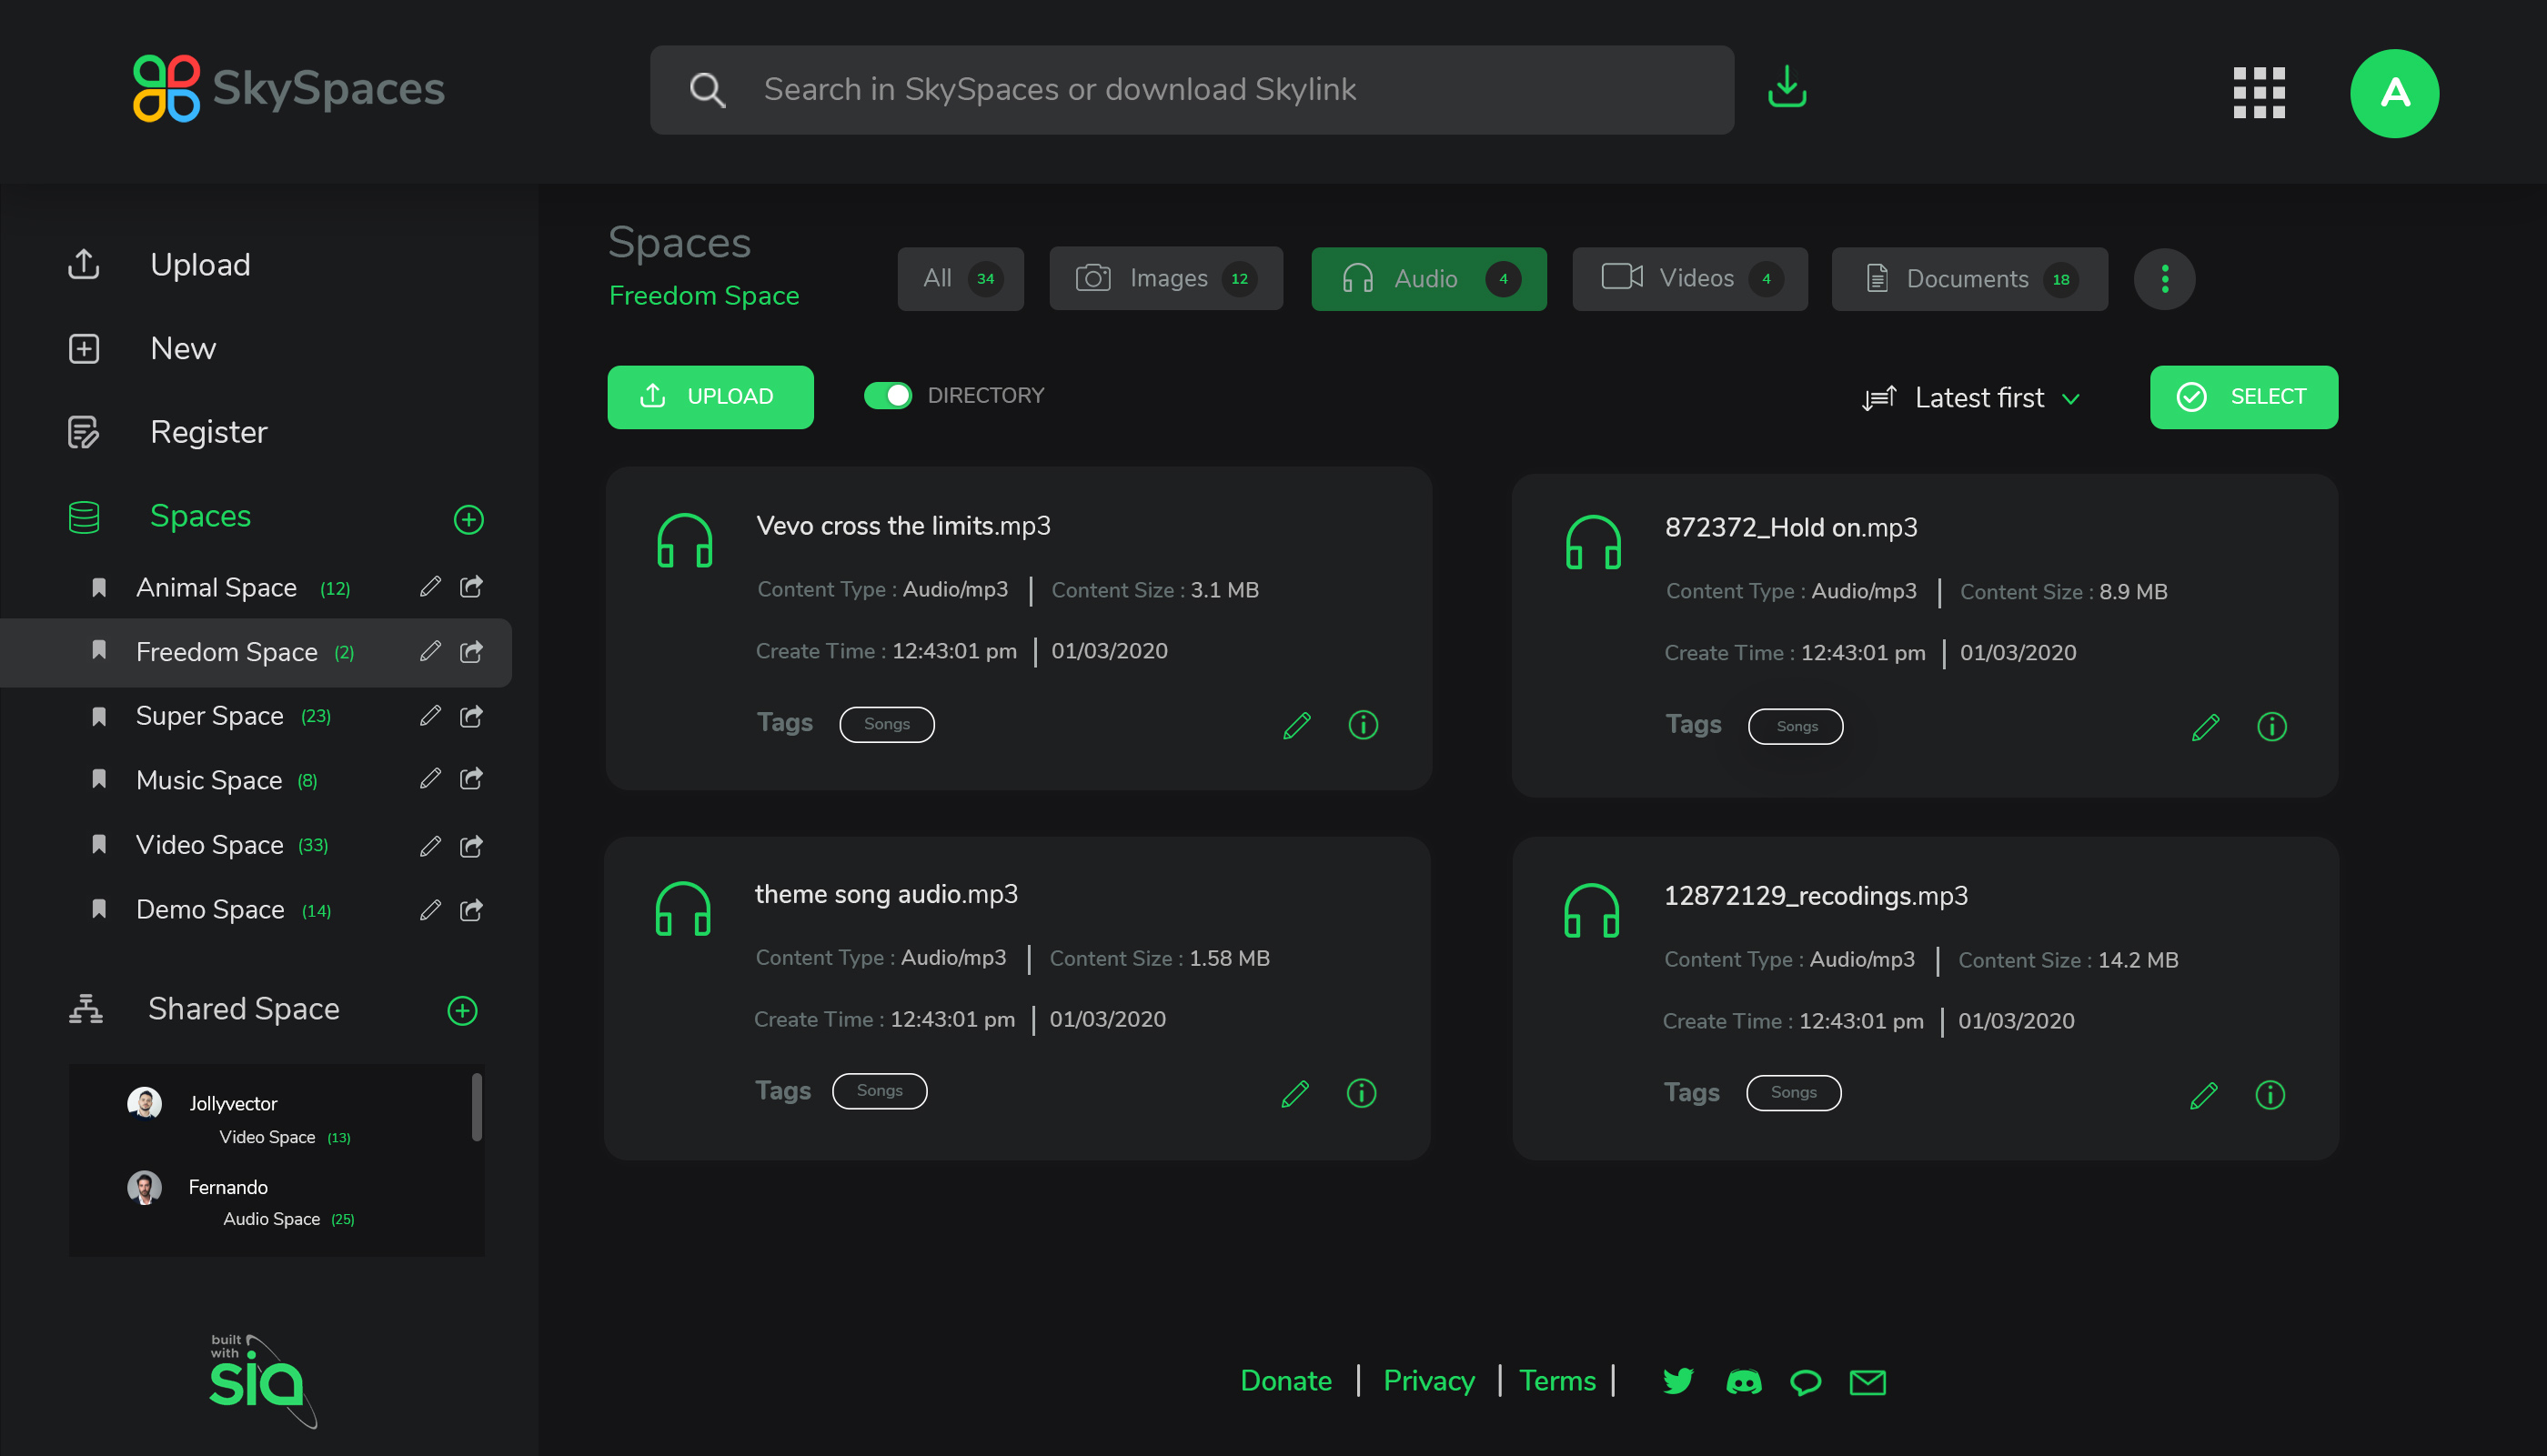 SkySpaces
Search in SkySpaces or download Skylink
A
Upload
New
Register
Spaces
Animal Space (12)
Freedom Space (2)
Super Space (23)
Music Space (8)
Video Space (33)
Demo Space (14)
Shared Space
Jollyvector
Video Space (13)
Fernando
Audio Space (25)
built
with
sia
Spaces
Freedom Space
All 34
Images 12
Audio 4
Videos 4
Documents 18
UPLOAD
DIRECTORY
Latest first
SELECT
Vevo cross the limits.mp3
Content Type : Audio/mp3 | Content Size : 3.1 MB
Create Time : 12:43:01 pm | 01/03/2020
Tags Songs
872372_Hold on.mp3
Content Type : Audio/mp3 | Content Size : 8.9 MB
Create Time : 12:43:01 pm | 01/03/2020
Tags Songs
theme song audio.mp3
Content Type : Audio/mp3 | Content Size : 1.58 MB
Create Time : 12:43:01 pm | 01/03/2020
Tags Songs
12872129_recodings.mp3
Content Type : Audio/mp3 | Content Size : 14.2 MB
Create Time : 12:43:01 pm | 01/03/2020
Tags Songs
Donate | Privacy | Terms |